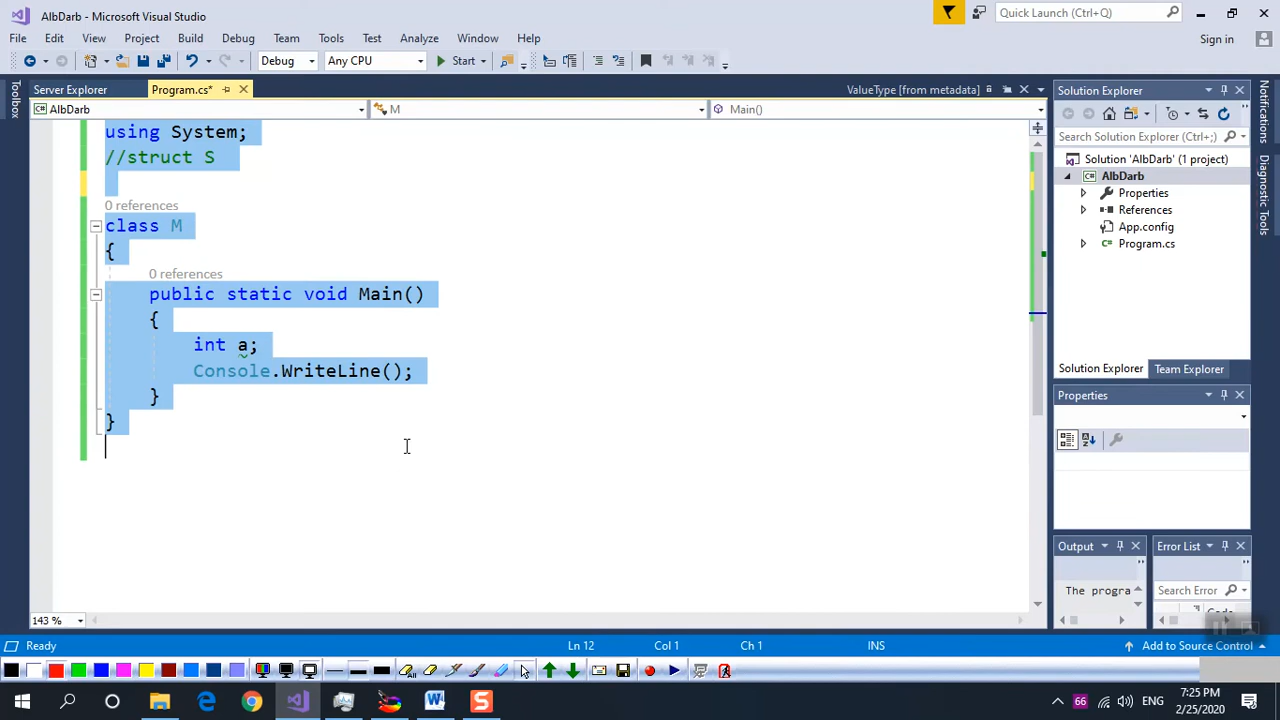 AlbDarb - Microsoft Visual Studio
Quick Launch (Ctrl+Q)
File Edit View Project Build Debug Team Tools Test Analyze Window Help
Sign in
Debug Any CPU Start
Server Explorer Program.cs* ValueType [from metadata]
AlbDarb M Main()
Toolbox
using System;
//struct S
0 references
class M
{
0 references
public static void Main()
{
int a;
Console.WriteLine();
}
}
Solution Explorer
Search Solution Explorer (Ctrl+;)
Solution 'AlbDarb' (1 project)
AlbDarb
Properties
References
App.config
Program.cs
Solution Explorer Team Explorer
Properties
Output Error List
The progra Search Error
Notifications
Diagnostic Tools
143 %
Ready Ln 12 Col 1 Ch 1 INS Add to Source Control
66 ENG
7:25 PM
2/25/2020